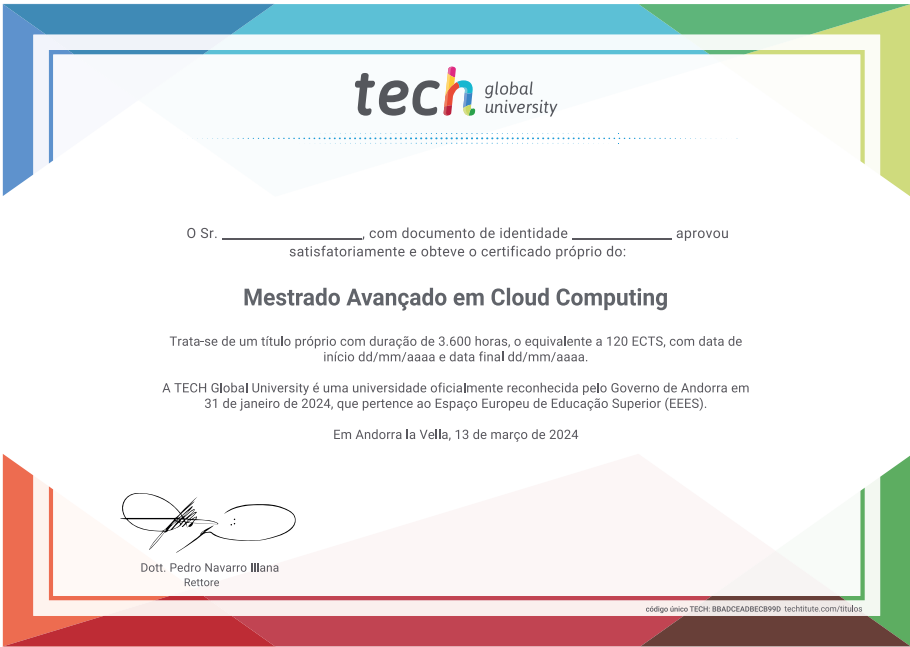 tech global
university
O Sr. ____________________, com documento de identidade ______________ aprovou
satisfatoriamente e obteve o certificado próprio do:
Mestrado Avançado em Cloud Computing
Trata-se de um título próprio com duração de 3.600 horas, o equivalente a 120 ECTS, com data de
início dd/mm/aaaa e data final dd/mm/aaaa.
A TECH Global University é uma universidade oficialmente reconhecida pelo Governo de Andorra em
31 de janeiro de 2024, que pertence ao Espaço Europeu de Educação Superior (EEES).
Em Andorra la Vella, 13 de março de 2024
Dott. Pedro Navarro Illana
Rettore
código único TECH: BBADCEADBECB99D techtitute.com/titulos